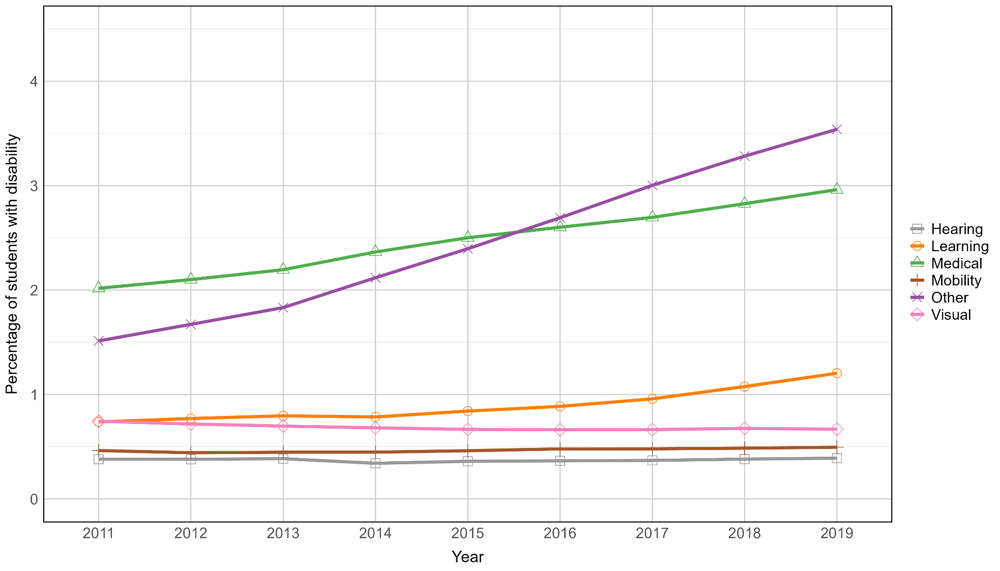 Percentage of students with disability
4
3
2
1
0
2011 2012 2013 2014 2015 2016 2017 2018 2019
Year
Hearing
Learning
Medical
Mobility
Other
Visual